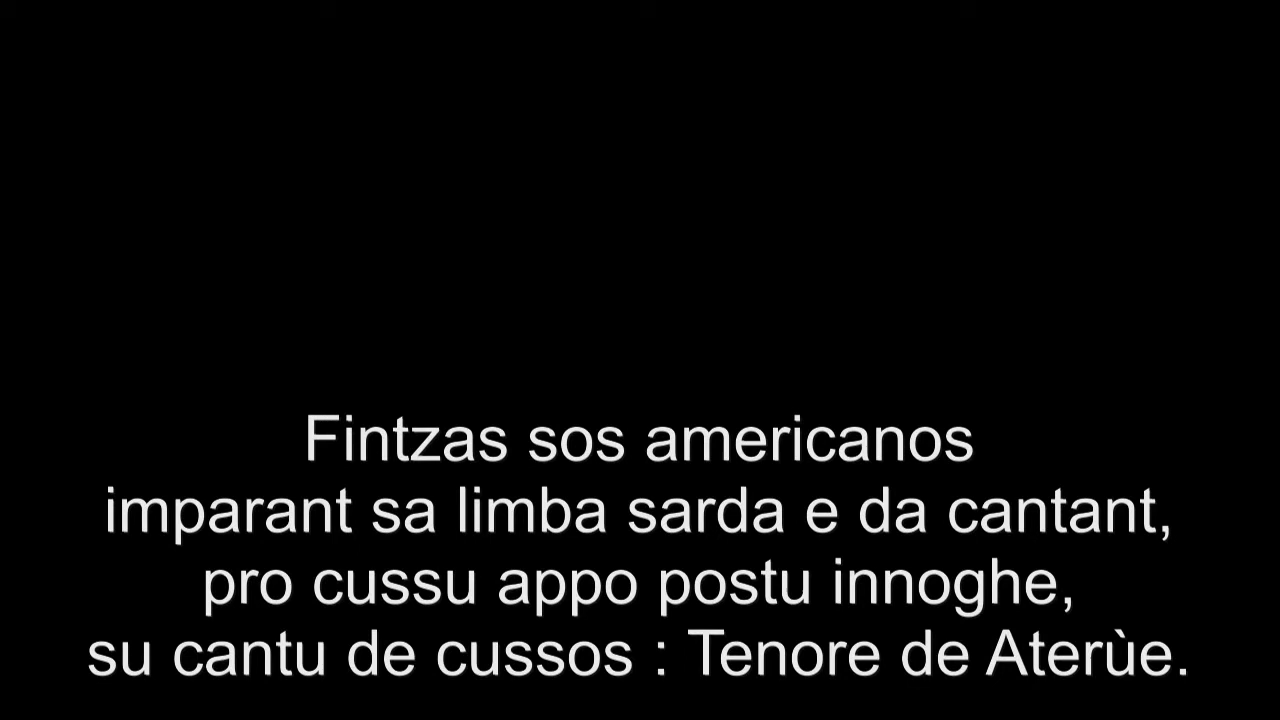 Fintzas sos americanos
imparant sa limba sarda e da cantant,
pro cussu appo postu innoghe,
su cantu de cussos : Tenore de Aterùe.